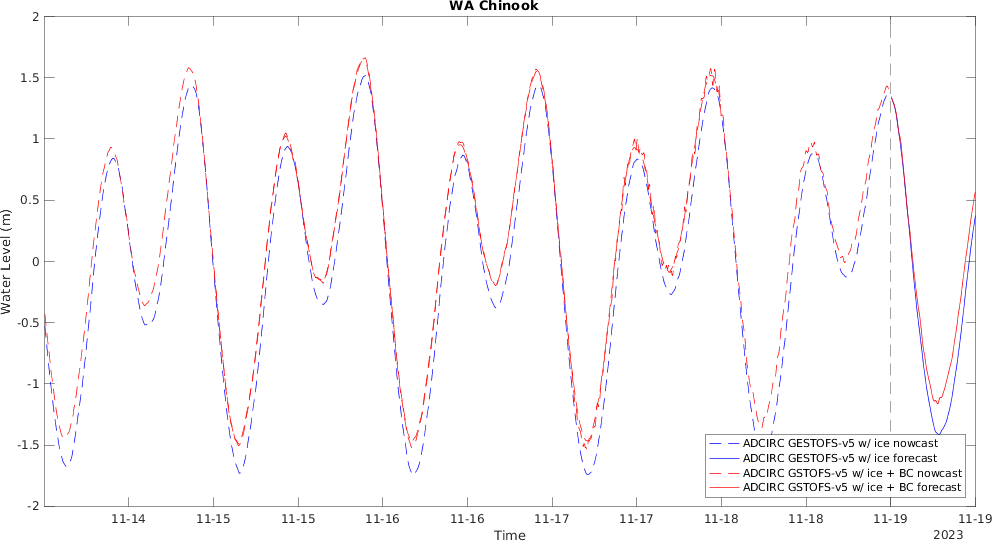 WA Chinook
2
1.5
1
0.5
0
-0.5
-1
-1.5
-2
Water Level (m)
ADCIRC GESTOFS-v5 w/ ice nowcast
ADCIRC GESTOFS-v5 w/ ice forecast
ADCIRC GSTOFS-v5 w/ ice + BC nowcast
ADCIRC GSTOFS-v5 w/ ice + BC forecast
11-14 11-15 11-15 11-16 11-16 11-17 11-17 11-18 11-18 11-19 11-19
Time
2023